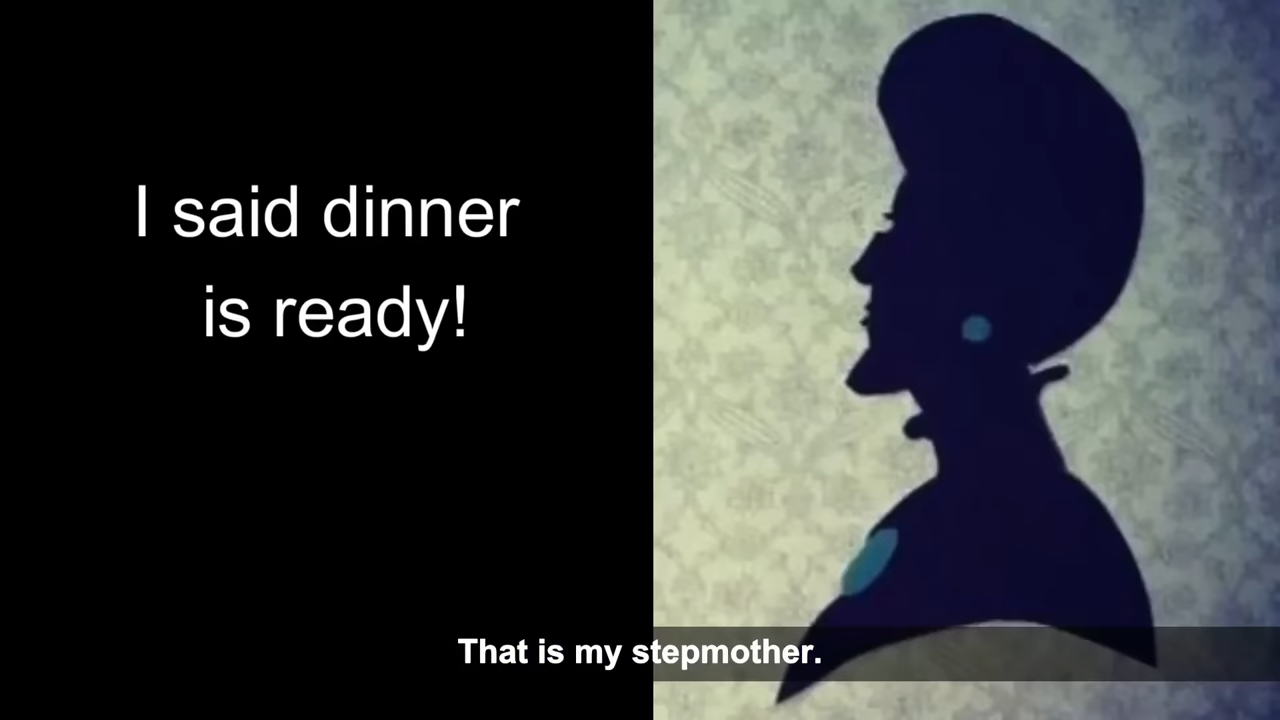 I said dinner
is ready!
That is my stepmother.